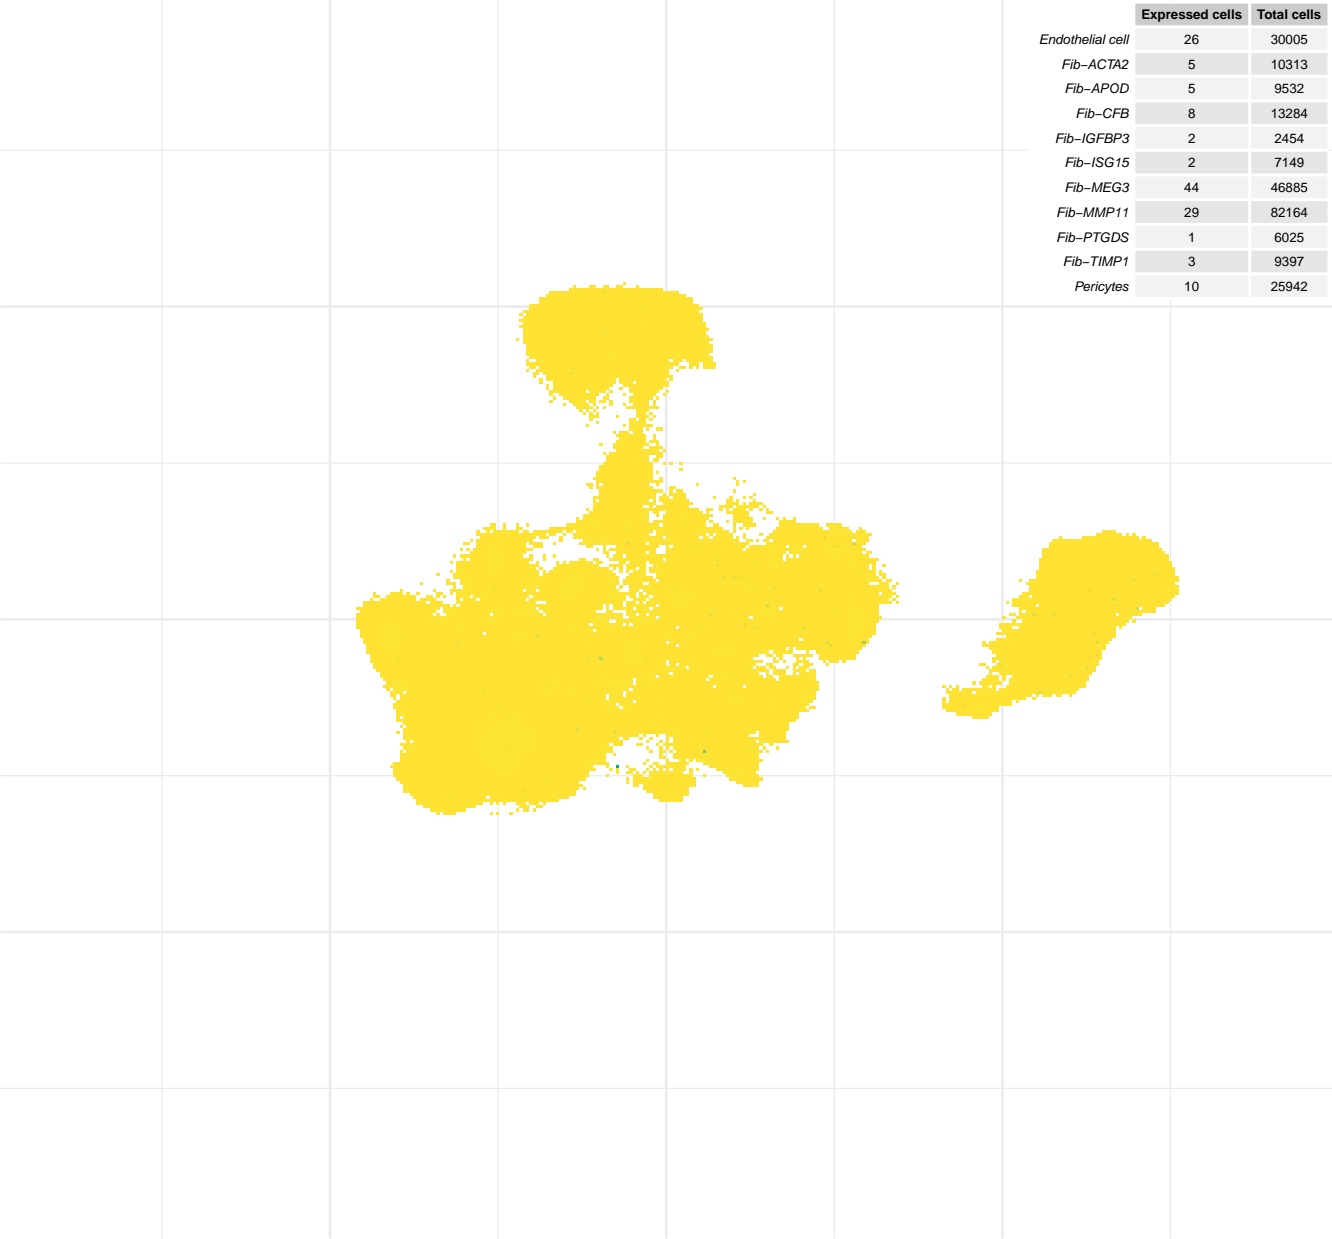 Expressed cells Total cells
Endothelial cell 26 30005
Fib−ACTA2 5 10313
Fib−APOD 5 9532
Fib−CFB 8 13284
Fib−IGFBP3 2 2454
Fib−ISG15 2 7149
Fib−MEG3 44 46885
Fib−MMP11 29 82164
Fib−PTGDS 1 6025
Fib−TIMP1 3 9397
Pericytes 10 25942